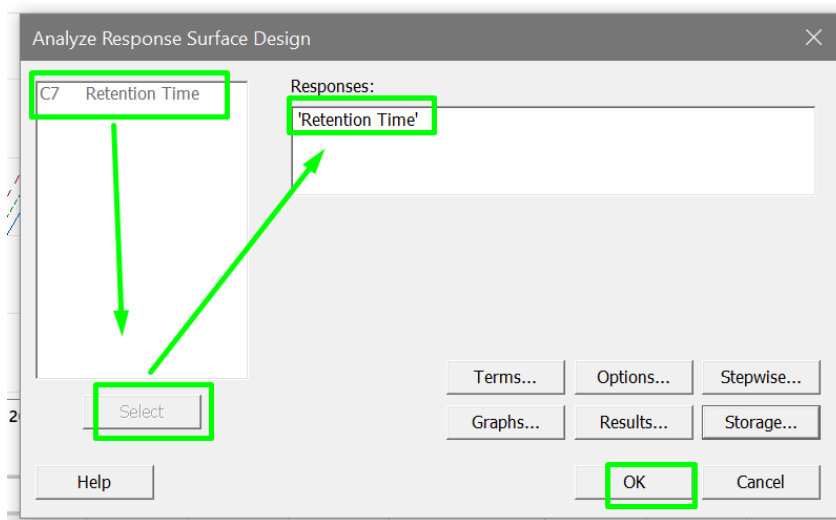 Analyze Response Surface Design
C7 Retention Time
Responses:
'Retention Time'
Select
Terms...
Options...
Stepwise...
Graphs...
Results...
Storage...
Help
OK
Cancel